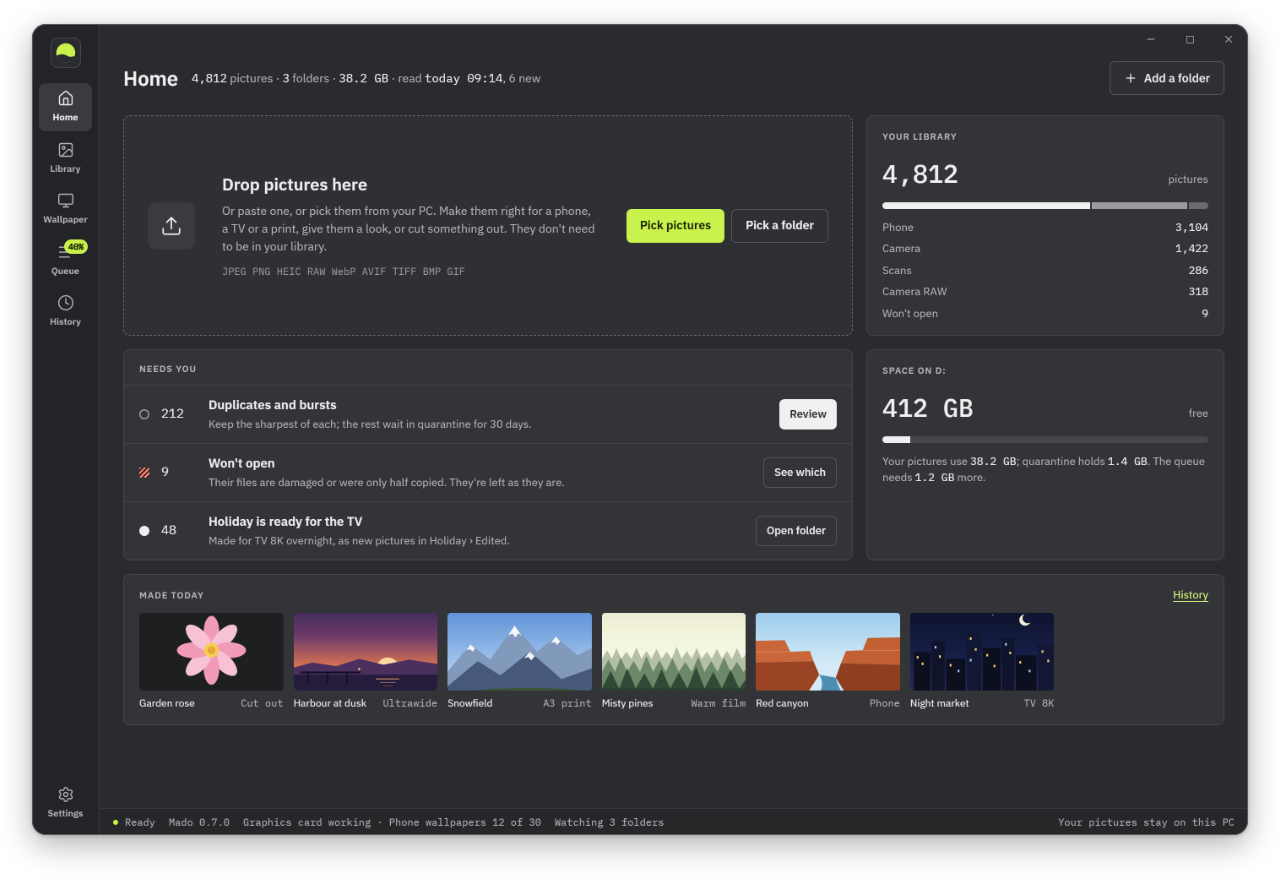 Home
4,812 pictures · 3 folders · 38.2 GB · read today 09:14, 6 new
+ Add a folder
Home
Library
Wallpaper
40%
Queue
History
Settings
Drop pictures here
Or paste one, or pick them from your PC. Make them right for a phone,
a TV or a print, give them a look, or cut something out. They don't need
to be in your library.
JPEG PNG HEIC RAW WebP AVIF TIFF BMP GIF
Pick pictures
Pick a folder
YOUR LIBRARY
4,812 pictures
Phone 3,104
Camera 1,422
Scans 286
Camera RAW 318
Won't open 9
NEEDS YOU
212 Duplicates and bursts
Keep the sharpest of each; the rest wait in quarantine for 30 days.
Review
9 Won't open
Their files are damaged or were only half copied. They're left as they are.
See which
48 Holiday is ready for the TV
Made for TV 8K overnight, as new pictures in Holiday › Edited.
Open folder
SPACE ON D:
412 GB free
Your pictures use 38.2 GB; quarantine holds 1.4 GB. The queue
needs 1.2 GB more.
MADE TODAY
History
Garden rose Cut out
Harbour at dusk Ultrawide
Snowfield A3 print
Misty pines Warm film
Red canyon Phone
Night market TV 8K
Ready Mado 0.7.0 Graphics card working · Phone wallpapers 12 of 30 Watching 3 folders
Your pictures stay on this PC